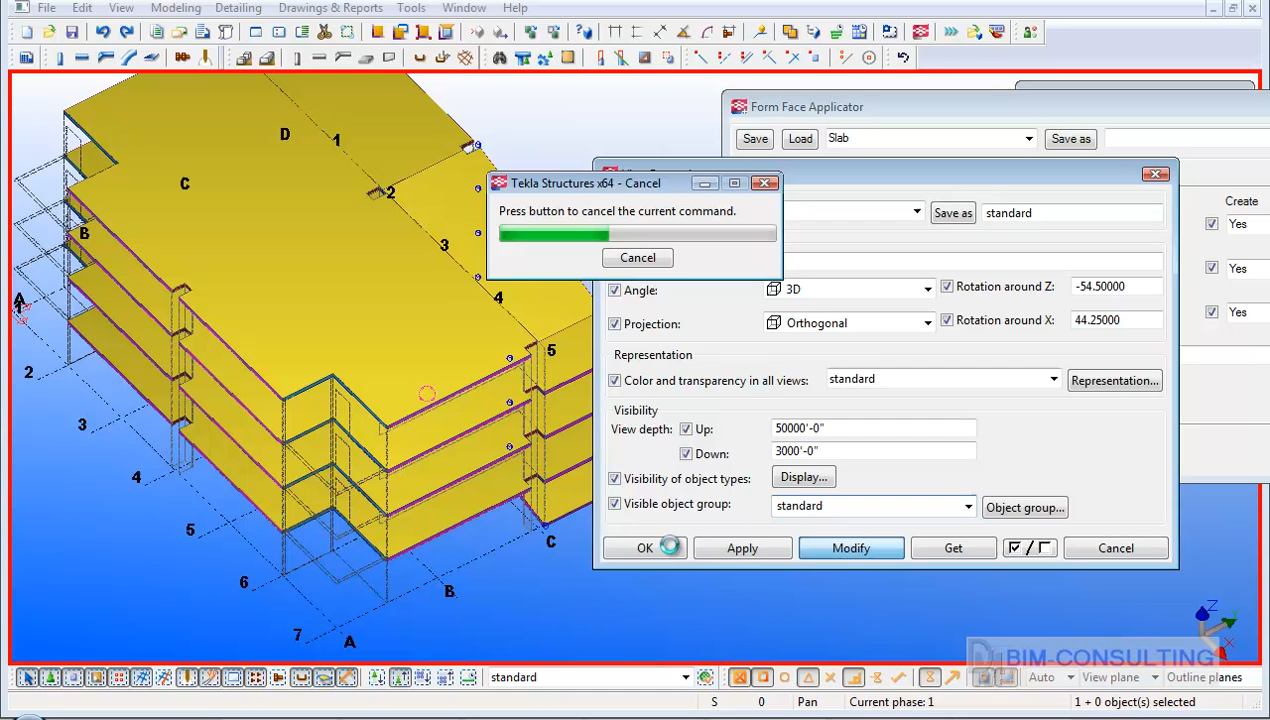 File Edit View Modeling Detailing Drawings & Reports Tools Window Help
Form Face Applicator
Save Load Slab Save as
Create
Yes
Yes
Yes
Tekla Structures x64 - Cancel
Press button to cancel the current command.
Cancel
Save as standard
Angle: 3D Rotation around Z: -54.50000
Projection: Orthogonal Rotation around X: 44.25000
Representation
Color and transparency in all views: standard Representation...
Visibility
View depth: Up: 50000'-0"
Down: 3000'-0"
Visibility of object types: Display...
Visible object group: standard Object group...
OK Apply Modify Get / Cancel
D 1
C 2
B 3
A 4
1 5
2
3
4
5
6
7
A
B
C
Z
BIM-CONSULTING
standard Auto View plane Outline planes
S 0 Pan Current phase: 1 1 + 0 object(s) selected